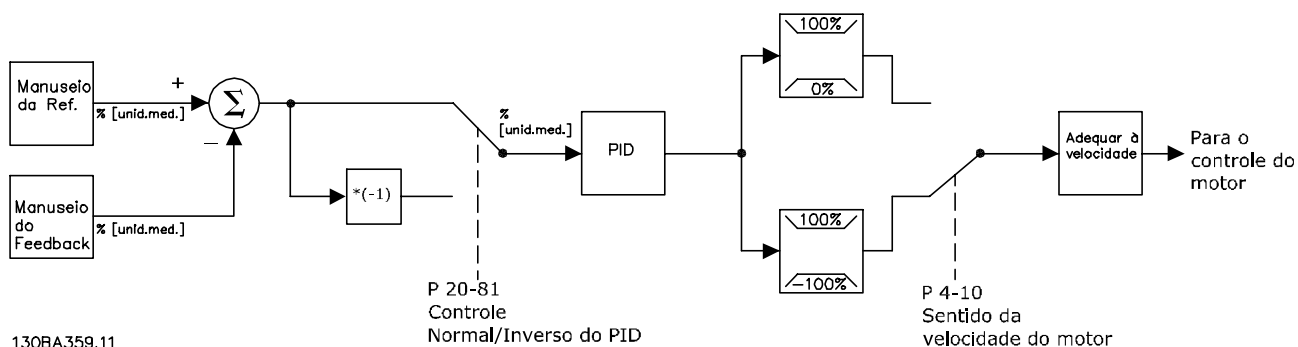 Manuseio
da Ref.
+
% [unid.med.]
Σ
−
Manuseio
do
Feedback
% [unid.med.]
*(-1)
%
[unid.med.]
PID
100%
0%
100%
-100%
Adequar à
velocidade
Para o
controle do
motor
P 20-81
Controle
Normal/Inverso do PID
P 4-10
Sentido da
velocidade do motor
130BA359.11